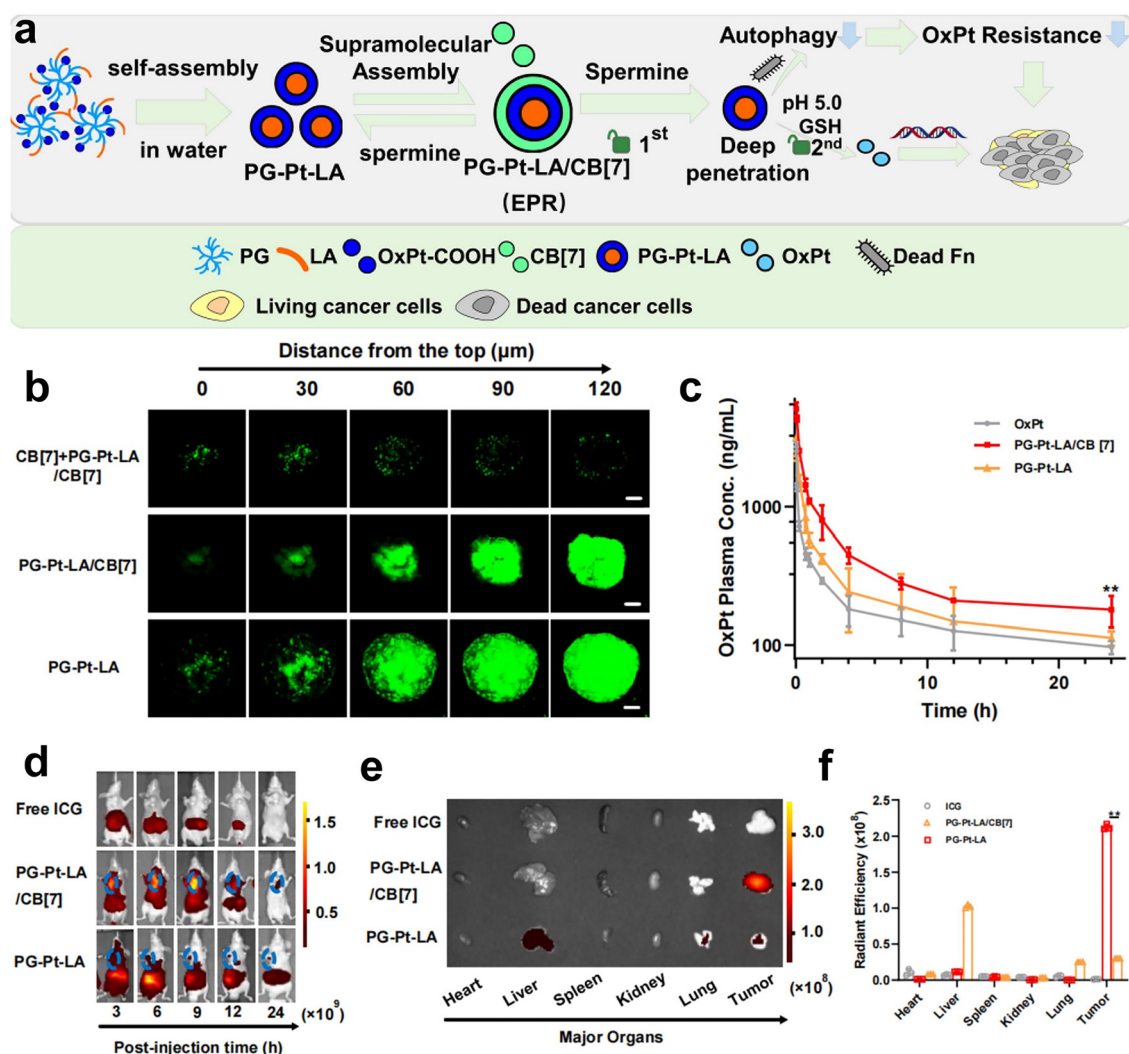 a
self-assembly
in water
PG-Pt-LA
Supramolecular
Assembly
spermine
PG-Pt-LA/CB[7]
(EPR)
Spermine
1st
Autophagy
OxPt Resistance
pH 5.0
GSH
2nd
Deep
penetration
PG
LA
OxPt-COOH
CB[7]
PG-Pt-LA
OxPt
Dead Fn
Living cancer cells
Dead cancer cells
b
Distance from the top (μm)
0 30 60 90 120
CB[7]+PG-Pt-LA
/CB[7]
PG-Pt-LA/CB[7]
PG-Pt-LA
c
OxPt Plasma Conc. (ng/mL)
1000
100
0 10 20
Time (h)
OxPt
PG-Pt-LA/CB [7]
PG-Pt-LA
**
d
Free ICG
PG-Pt-LA
/CB[7]
PG-Pt-LA
3 6 9 12 24
Post-injection time (h)
1.5
1.0
0.5
(×109)
e
Free ICG
PG-Pt-LA
/CB[7]
PG-Pt-LA
Heart Liver Spleen Kidney Lung Tumor
Major Organs
3.0
2.0
1.0
(×108)
f
Radiant Efficiency (×108)
2.5
2.0
1.5
1.0
0.5
0.0
ICG
PG-Pt-LA/CB[7]
PG-Pt-LA
**
Heart Liver Spleen Kidney Lung Tumor